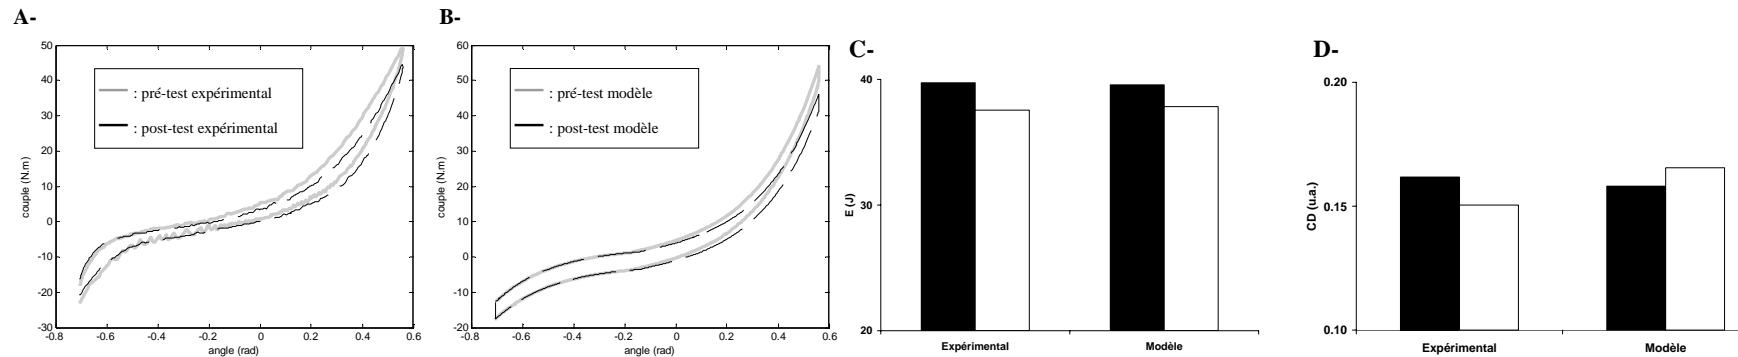 A-
50
40
30
20
10
0
-10
-20
-30
-0.8
-0.6
-0.4
-0.2
0
0.2
0.4
0.6
couple (N.m)
angle (rad)
: pré-test expérimental
: post-test expérimental
B-
60
50
40
30
20
10
0
-10
-20
-0.8
-0.6
-0.4
-0.2
0
0.2
0.4
0.6
couple (N.m)
angle (rad)
: pré-test modèle
: post-test modèle
C-
40
30
20
E (J)
Expérimental
Modèle
D-
0.20
0.15
0.10
CD (u.a.)
Expérimental
Modèle